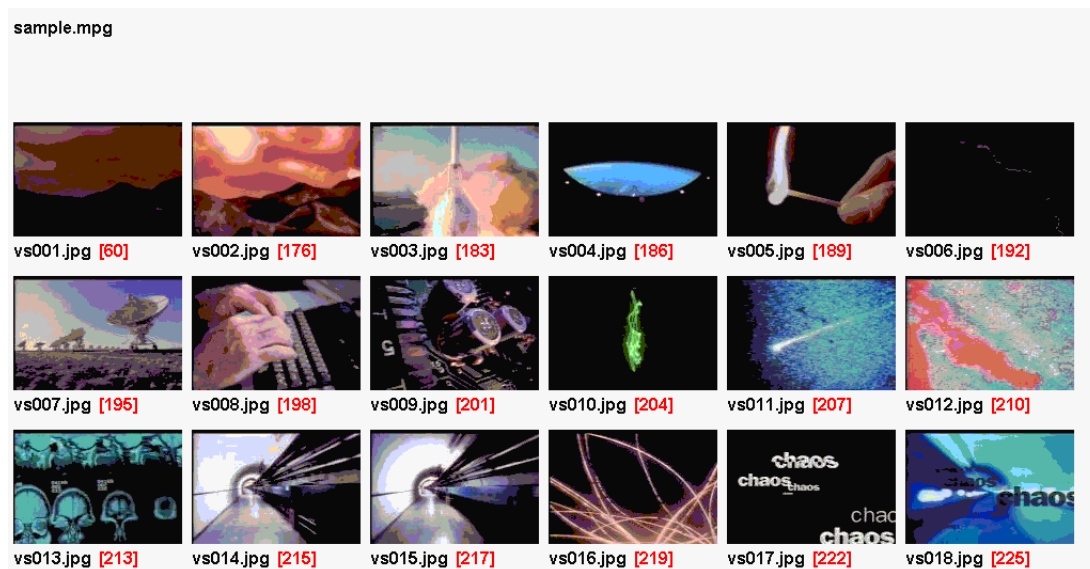 sample.mpg
vs001.jpg [60] vs002.jpg [176] vs003.jpg [183] vs004.jpg [186] vs005.jpg [189] vs006.jpg [192]
5
vs007.jpg [195] vs008.jpg [198] vs009.jpg [201] vs010.jpg [204] vs011.jpg [207] vs012.jpg [210]
chaos
chaos chaos
chao
chaos
chaos
vs013.jpg [213] vs014.jpg [215] vs015.jpg [217] vs016.jpg [219] vs017.jpg [222] vs018.jpg [225]